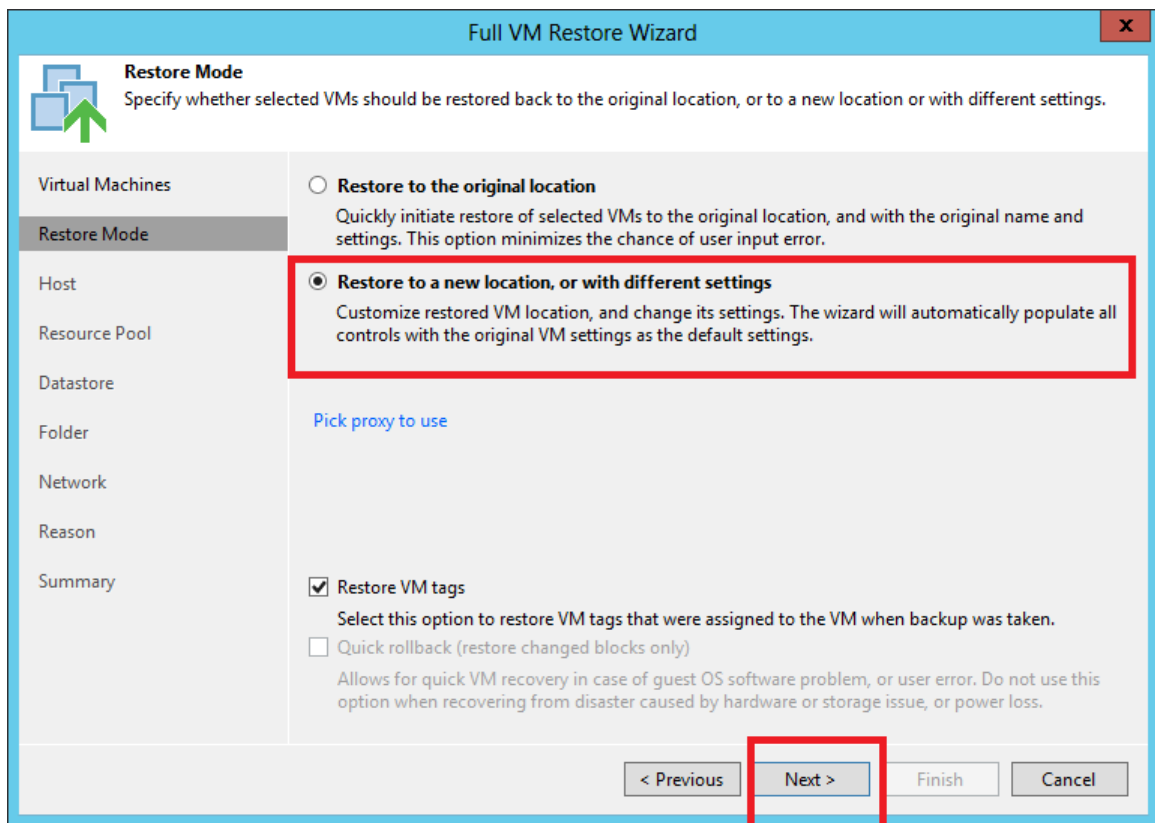 Full VM Restore Wizard
x
Restore Mode
Specify whether selected VMs should be restored back to the original location, or to a new location or with different settings.
Virtual Machines
Restore Mode
Host
Resource Pool
Datastore
Folder
Network
Reason
Summary
Restore to the original location
Quickly initiate restore of selected VMs to the original location, and with the original name and
settings. This option minimizes the chance of user input error.
Restore to a new location, or with different settings
Customize restored VM location, and change its settings. The wizard will automatically populate all
controls with the original VM settings as the default settings.
Pick proxy to use
Restore VM tags
Select this option to restore VM tags that were assigned to the VM when backup was taken.
Quick rollback (restore changed blocks only)
Allows for quick VM recovery in case of guest OS software problem, or user error. Do not use this
option when recovering from disaster caused by hardware or storage issue, or power loss.
< Previous
Next >
Finish
Cancel